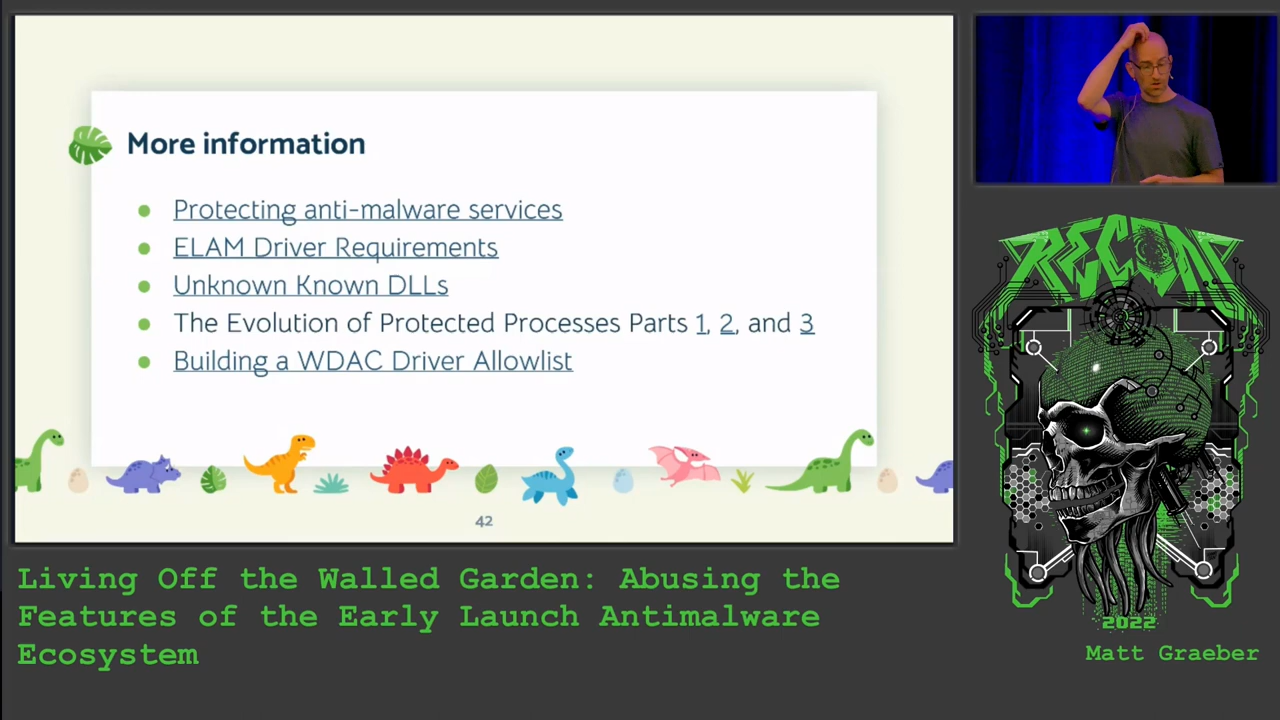 More information
Protecting anti-malware services
ELAM Driver Requirements
Unknown Known DLLs
The Evolution of Protected Processes Parts 1, 2, and 3
Building a WDAC Driver Allowlist
42
RECON
2022
Living Off the Walled Garden: Abusing the
Features of the Early Launch Antimalware
Ecosystem
Matt Graeber